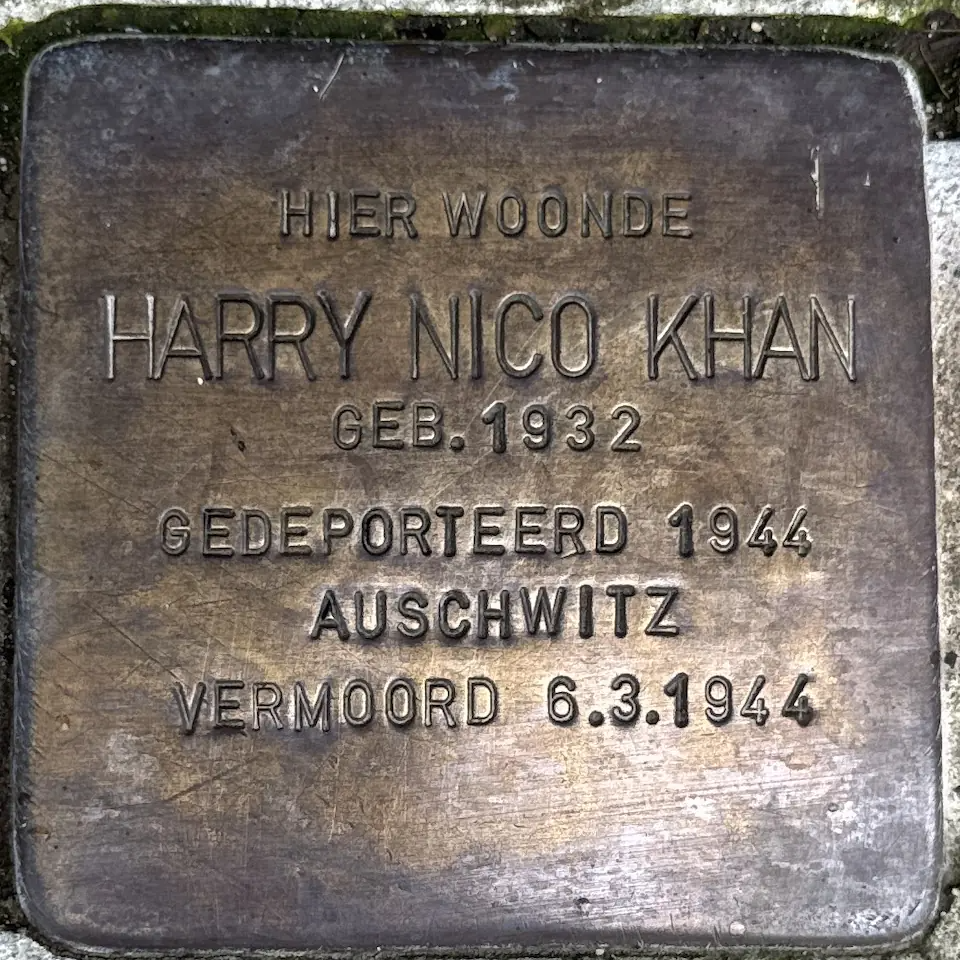 HIER WOONDE
HARRY NICO KHAN
GEB. 1932
GEDEPORTEERD 1944
AUSCHWITZ
VERMOORD 6.3.1944